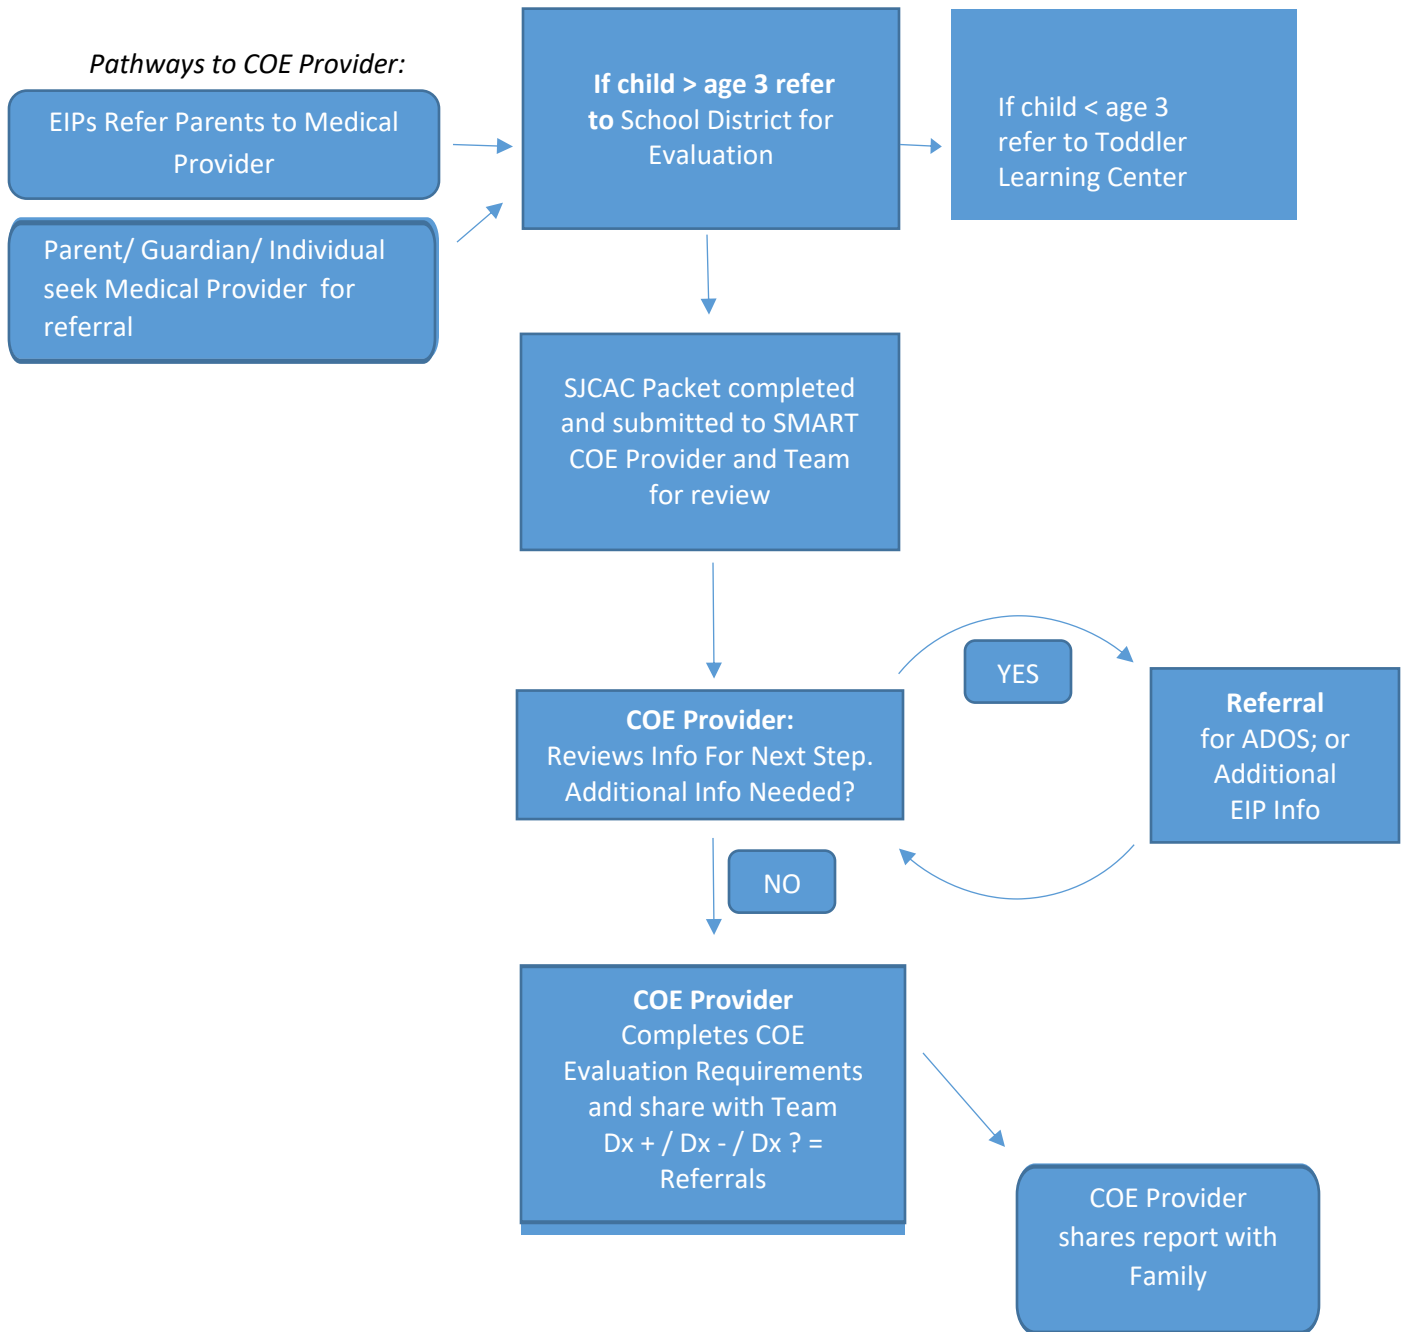 Pathways to COE Provider:
EIPs Refer Parents to Medical
Provider
Parent/ Guardian/ Individual
seek Medical Provider for
referral
If child > age 3 refer
to School District for
Evaluation
If child < age 3
refer to Toddler
Learning Center
SJCAC Packet completed
and submitted to SMART
COE Provider and Team
for review
COE Provider:
Reviews Info For Next Step.
Additional Info Needed?
YES
Referral
for ADOS; or
Additional
EIP Info
NO
COE Provider
Completes COE
Evaluation Requirements
and share with Team
Dx + / Dx - / Dx ? =
Referrals
COE Provider
shares report with
Family